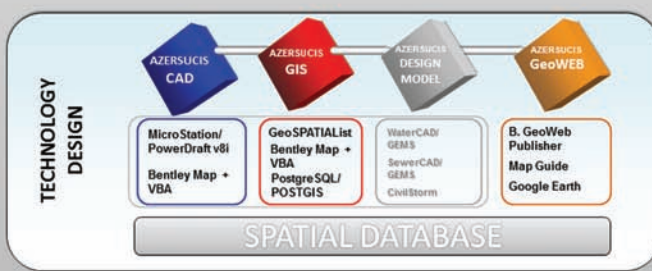 TECHNOLOGY
DESIGN
AZERSUCIS
CAD
AZERSUCIS
GIS
AZERSUCIS
DESIGN
MODEL
AZERSUCIS
GeoWEB
MicroStation/
PowerDraft v8i
Bentley Map +
VBA
GeoSPATIAList
Bentley Map +
VBA
PostgreSQL/
POSTGIS
WaterCAD/
GEMS
SewerCAD/
GEMS
CivilStorm
B. GeoWeb
Publisher
Map Guide
Google Earth
SPATIAL DATABASE